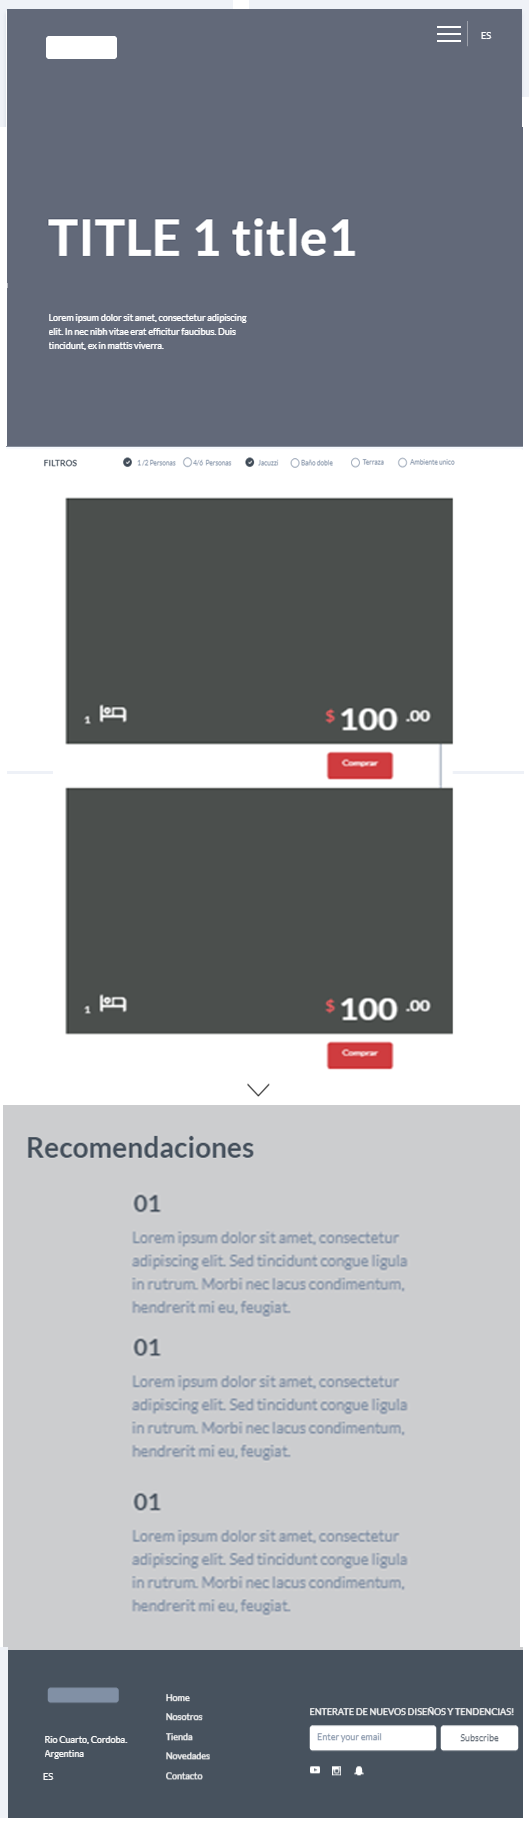 ES
TITLE 1 title1
Lorem ipsum dolor sit amet, consectetur adipiscing
elit. In nec nibh vitae erat efficitur faucibus. Duis
tincidunt, ex in mattis viverra.
FILTROS 1 /2 Personas 4/6 Personas Jacuzzi Baño doble Terraza Ambiente unico
1 $ 100 .00
Comprar
1 $ 100 .00
Comprar
Recomendaciones
01
Lorem ipsum dolor sit amet, consectetur
adipiscing elit. Sed tincidunt congue ligula
in rutrum. Morbi nec lacus condimentum,
hendrerit mi eu, feugiat.
01
Lorem ipsum dolor sit amet, consectetur
adipiscing elit. Sed tincidunt congue ligula
in rutrum. Morbi nec lacus condimentum,
hendrerit mi eu, feugiat.
01
Lorem ipsum dolor sit amet, consectetur
adipiscing elit. Sed tincidunt congue ligula
in rutrum. Morbi nec lacus condimentum,
hendrerit mi eu, feugiat.
Rio Cuarto, Cordoba.
Argentina
ES
Home
Nosotros
Tienda
Novedades
Contacto
ENTERATE DE NUEVOS DISEÑOS Y TENDENCIAS!
Enter your email Subscribe